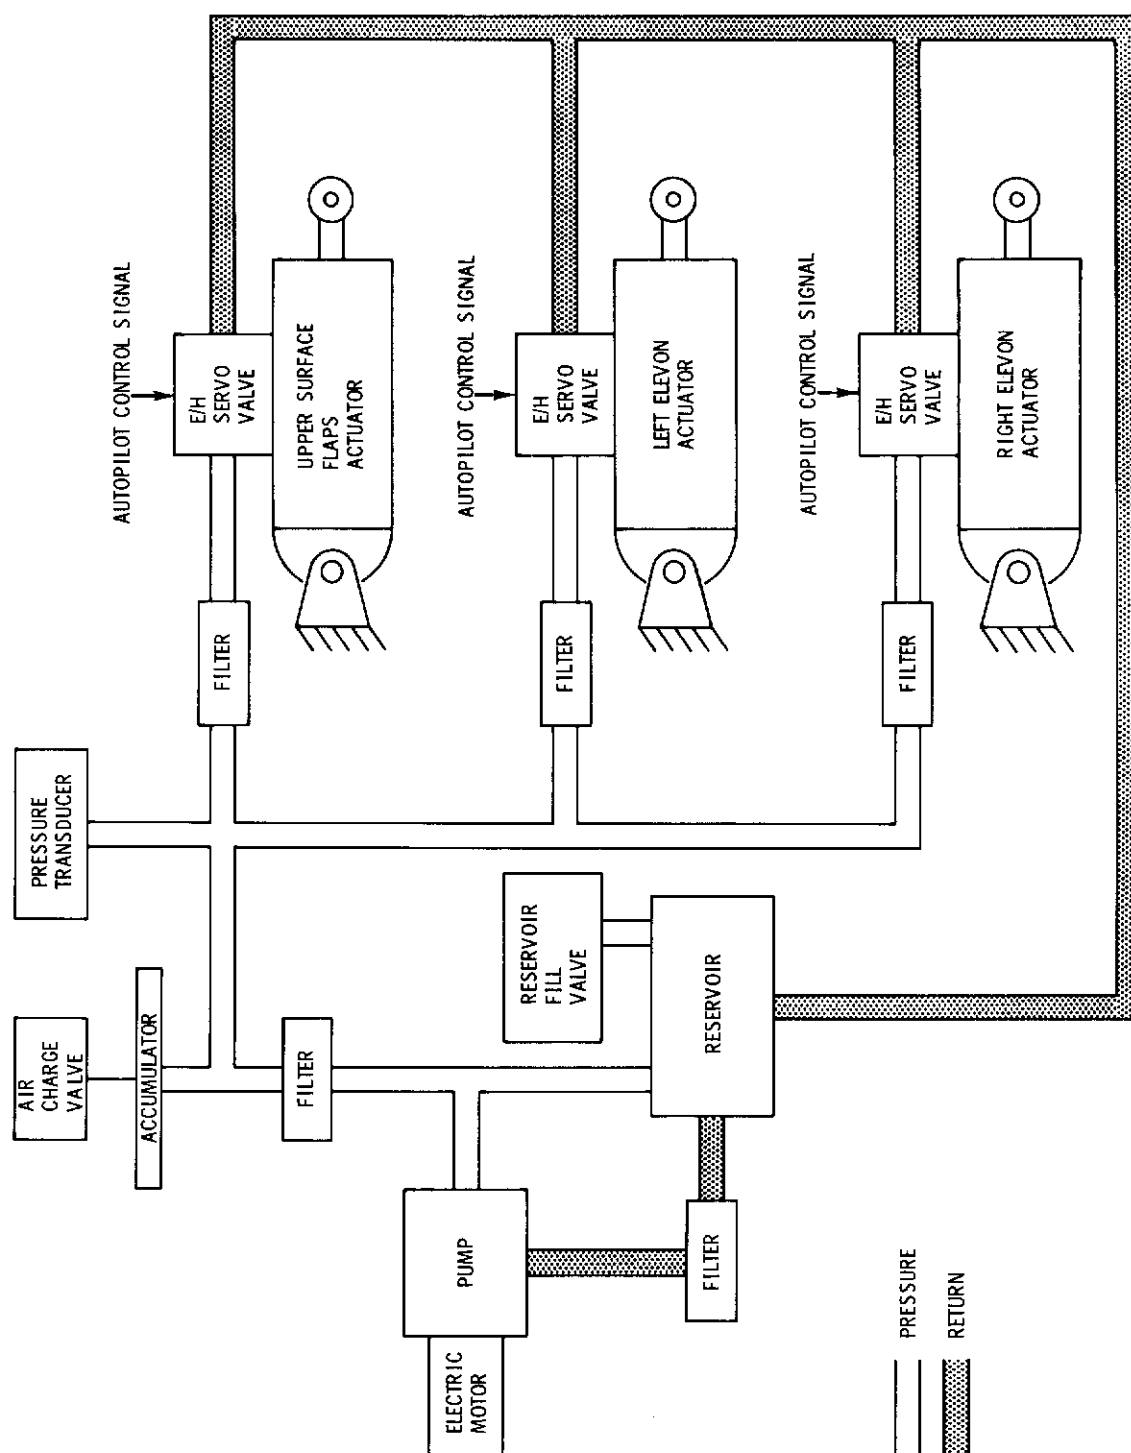 AUTOPILOT CONTROL SIGNAL
E/H
SERVO
VALVE
UPPER SURFACE
FLAPS
ACTUATOR
AUTOPILOT CONTROL SIGNAL
E/H
SERVO
VALVE
LEFT ELEVON
ACTUATOR
AUTOPILOT CONTROL SIGNAL
E/H
SERVO
VALVE
RIGHT ELEVON
ACTUATOR
FILTER
FILTER
FILTER
PRESSURE
TRANSDUCER
RESERVOIR
FILL
VALVE
RESERVOIR
AIR
CHARGE
VALVE
ACCUMULATOR
FILTER
PUMP
FILTER
ELECTRIC
MOTOR
PRESSURE
RETURN